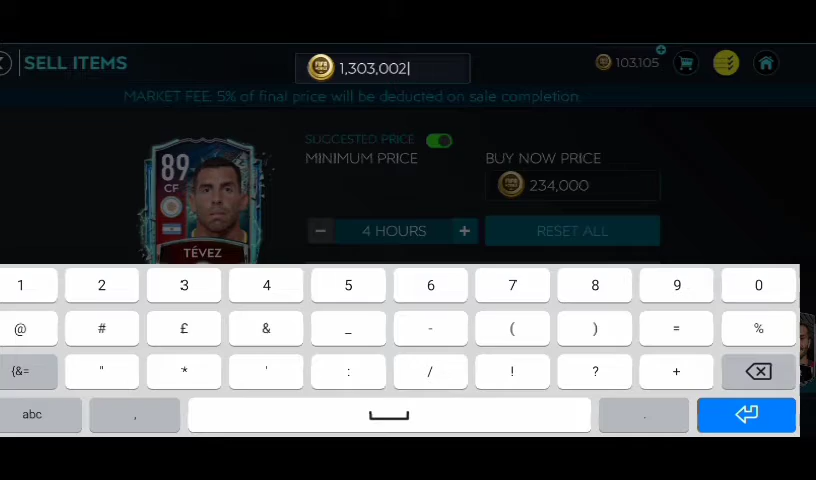 SELL ITEMS
1,303,002
103,105
MARKET FEE: 5% of final price will be deducted on sale completion
89
CF
TÉVEZ
SUGGESTED PRICE
MINIMUM PRICE
BUY NOW PRICE
234,000
− 4 HOURS +
RESET ALL
1 2 3 4 5 6 7 8 9 0
@ # £ & _ - ( ) = %
{&= " * ' : / ! ? +
abc , .